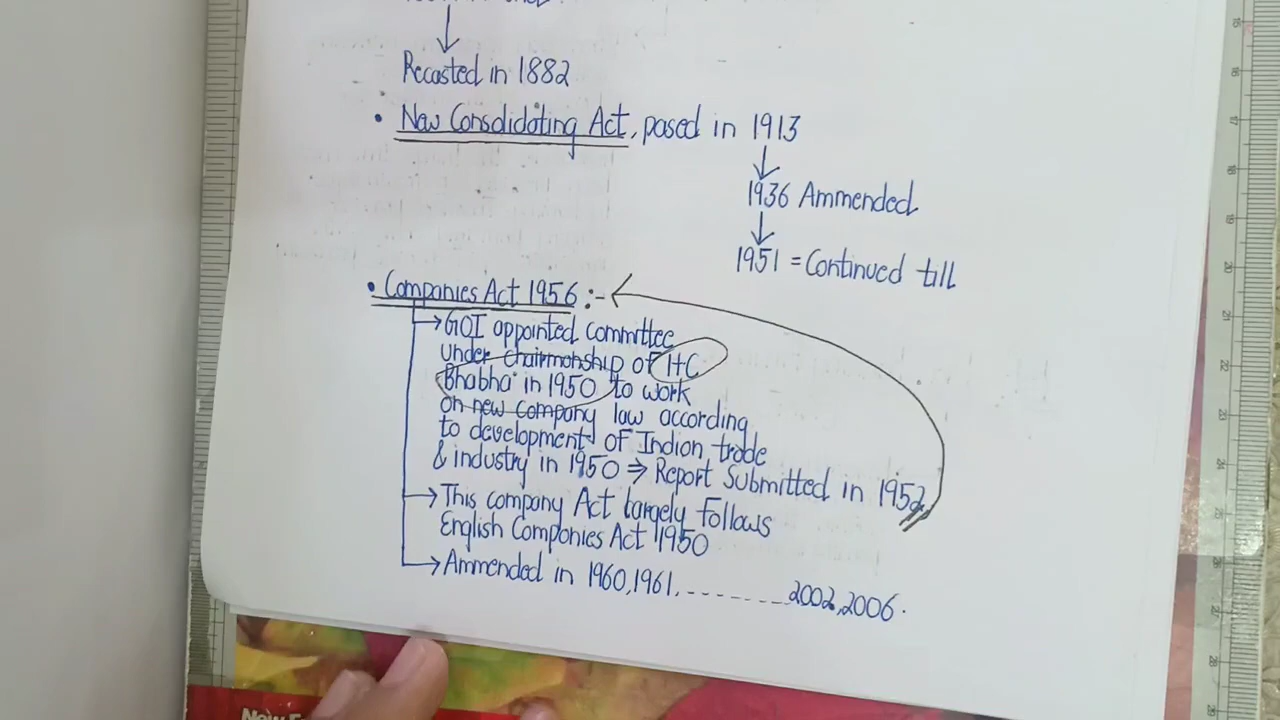 Recasted in 1882
• New Consolidating Act, pased in 1913
1936 Ammended
1951 = Continued till
• Companies Act 1956 :-
→ GOI appointed committee
under chairmanship of H C
Bhabha in 1950 to work
on new company law according
to development of Indian trade
& industry in 1950 ⇒ Report Submitted in 1952
→ This company Act largely follows
English Companies Act 1950
→ Ammended in 1960,1961, - - - - - - - - 2002,2006.